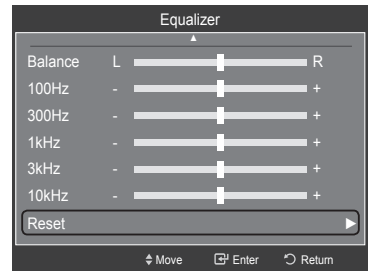 Equalizer
▲
Balance L R
100Hz - +
300Hz - +
1kHz - +
3kHz - +
10kHz - +
Reset ►
Move Enter Return